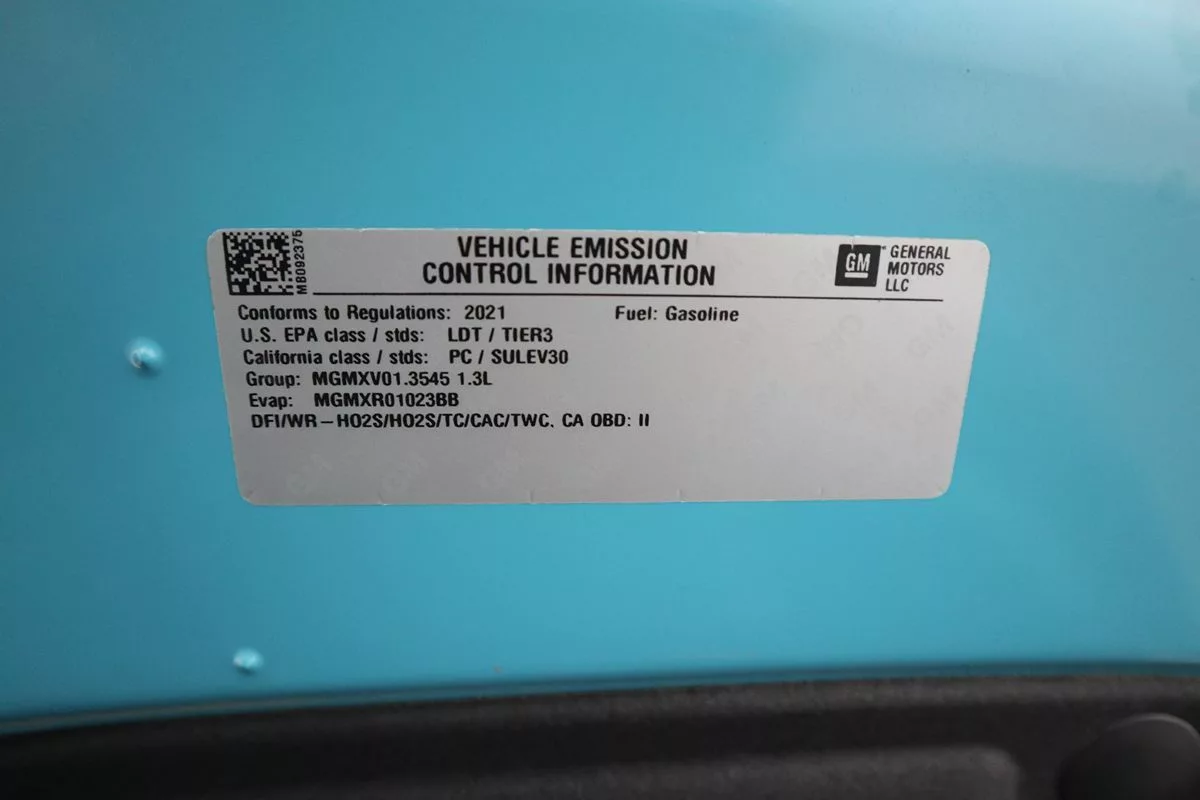 MB092375
VEHICLE EMISSION
CONTROL INFORMATION
GM
GENERAL
MOTORS
LLC
Conforms to Regulations: 2021 Fuel: Gasoline
U.S. EPA class / stds: LDT / TIER3
California class / stds: PC / SULEV30
Group: MGMXV01.3545 1.3L
Evap: MGMXR01023BB
DFI/WR–HO2S/HO2S/TC/CAC/TWC, CA OBD: II